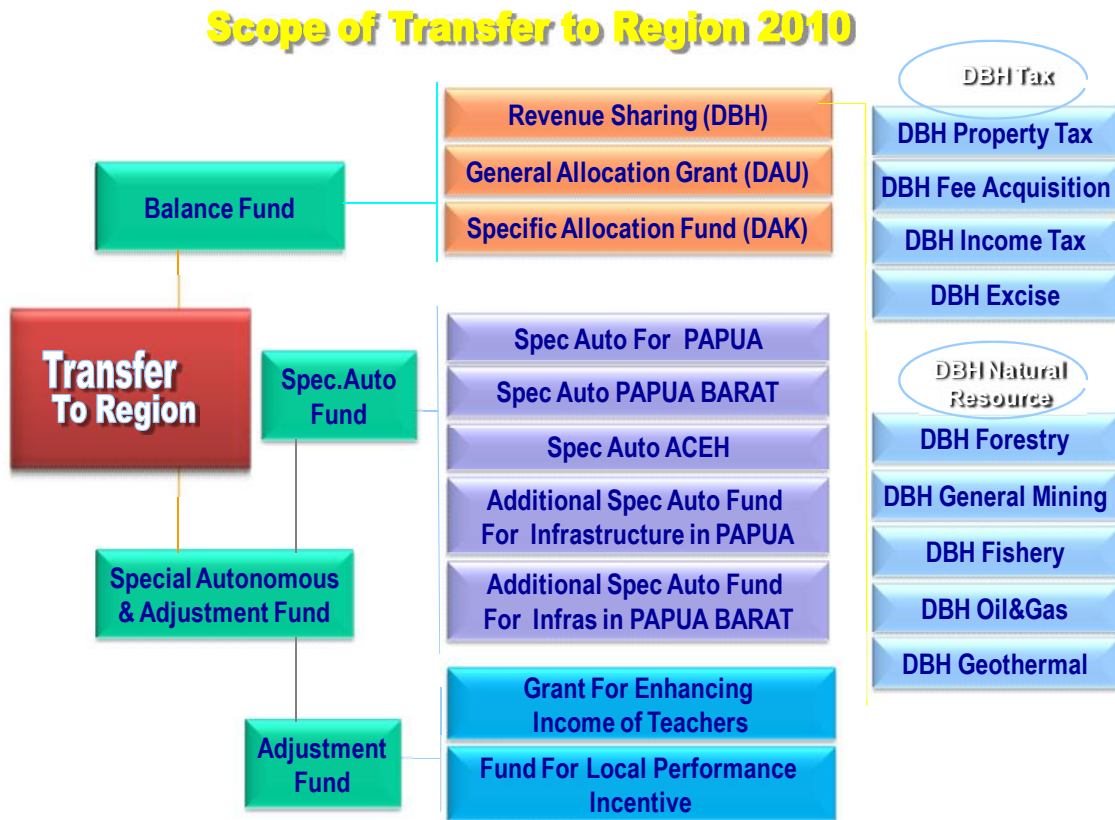 Scope of Transfer to Region 2010
Transfer
To Region
Balance Fund
Revenue Sharing (DBH)
General Allocation Grant (DAU)
Specific Allocation Fund (DAK)
DBH Tax
DBH Property Tax
DBH Fee Acquisition
DBH Income Tax
DBH Excise
DBH Natural
Resource
DBH Forestry
DBH General Mining
DBH Fishery
DBH Oil&Gas
DBH Geothermal
Special Autonomous
& Adjustment Fund
Spec.Auto
Fund
Spec Auto For PAPUA
Spec Auto PAPUA BARAT
Spec Auto ACEH
Additional Spec Auto Fund
For Infrastructure in PAPUA
Additional Spec Auto Fund
For Infras in PAPUA BARAT
Adjustment
Fund
Grant For Enhancing
Income of Teachers
Fund For Local Performance
Incentive